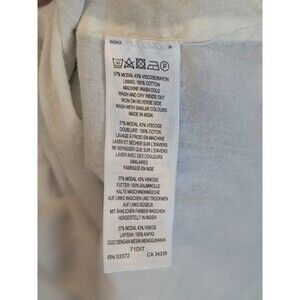 P
57% MODAL 43% VISCOSE/RAYON
LINING: 100% COTTON
MACHINE WASH COLD
WASH AND DRY INSIDE OUT
IRON ON REVERSE SIDE
WASH WITH SIMILAR COLOURS
MADE IN INDIA
57% MODAL 43% VISCOSE
DOUBLURE: 100% COTON
LAVAGE À FROID EN MACHINE
LAVER ET SÉCHER SUR L'ENVERS
NE REPASSER QUE SUR L'ENVERS
LAVER AVEC DES COULEURS
SIMILAIRES
FABRIQUÉ EN INDE
57% MODAL 43% VISKOSE
FUTTER: 100% BAUMWOLLE
KALTE MASCHINENWÄSCHE
AUF LINKS WASCHEN UND TROCKNEN
AUF LINKS BÜGELN
MIT ÄHNLICHEN FARBEN WASCHEN
HERGESTELLT IN INDIEN
57% MODAL 43% VISKOS
LAPISAN: 100% KAPAS
CUCI DENGAN MESIN MENGGUNAKAN
RN 53372 CA 34338